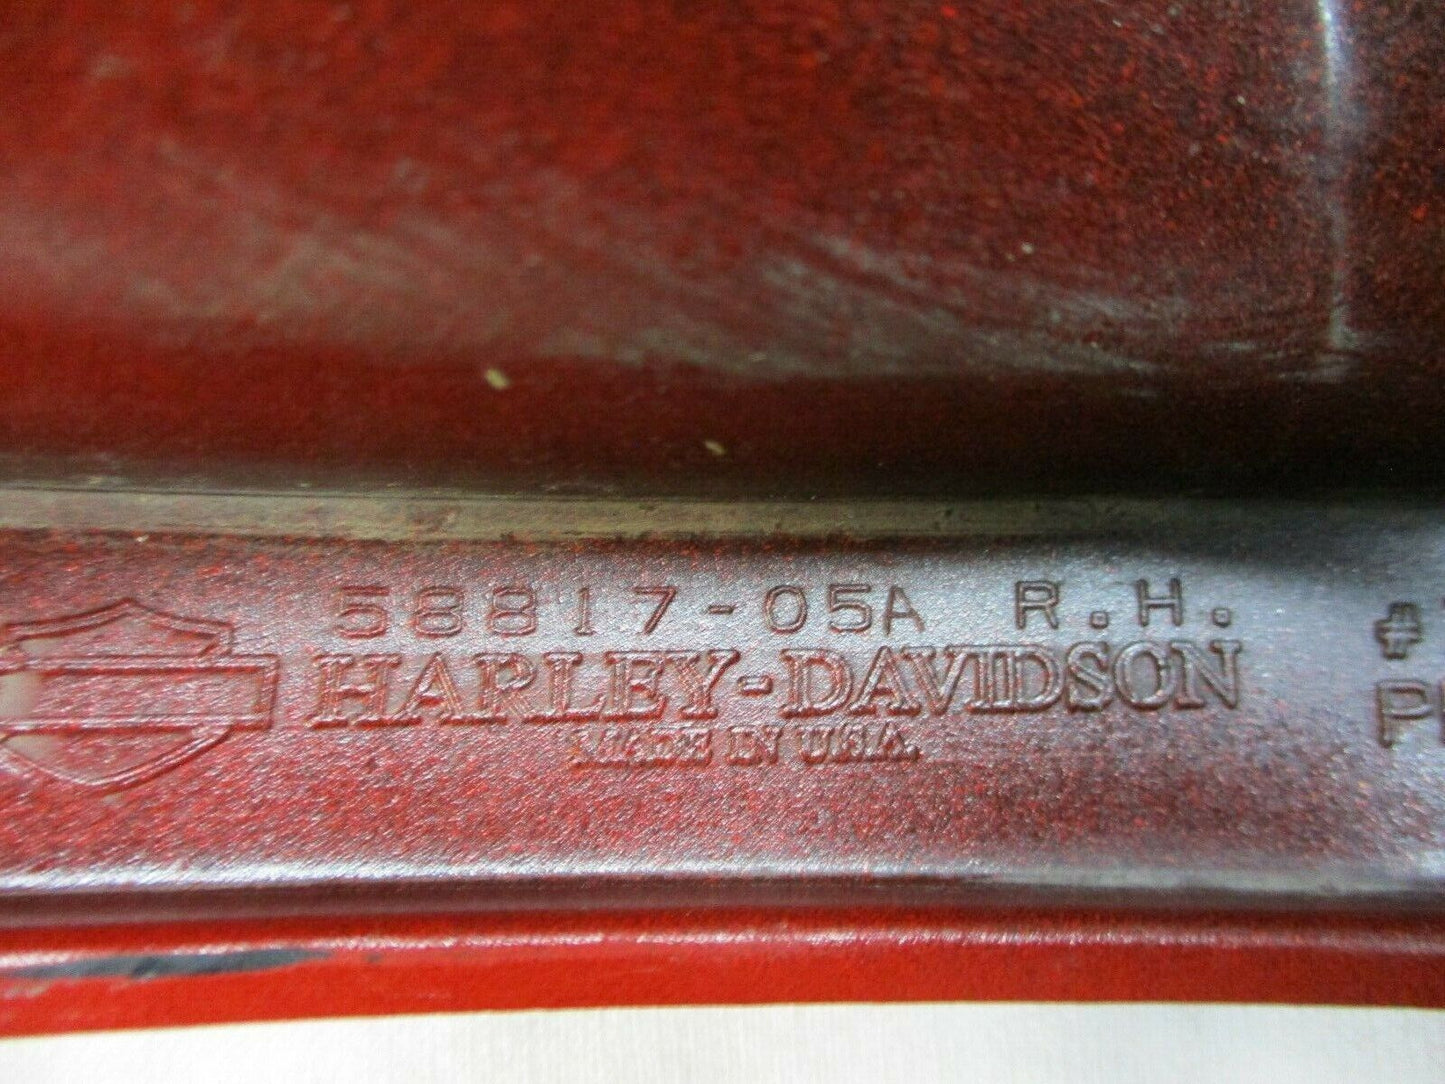 58817-05A R.H.
HARLEY-DAVIDSON
MADE IN U.S.A.
#